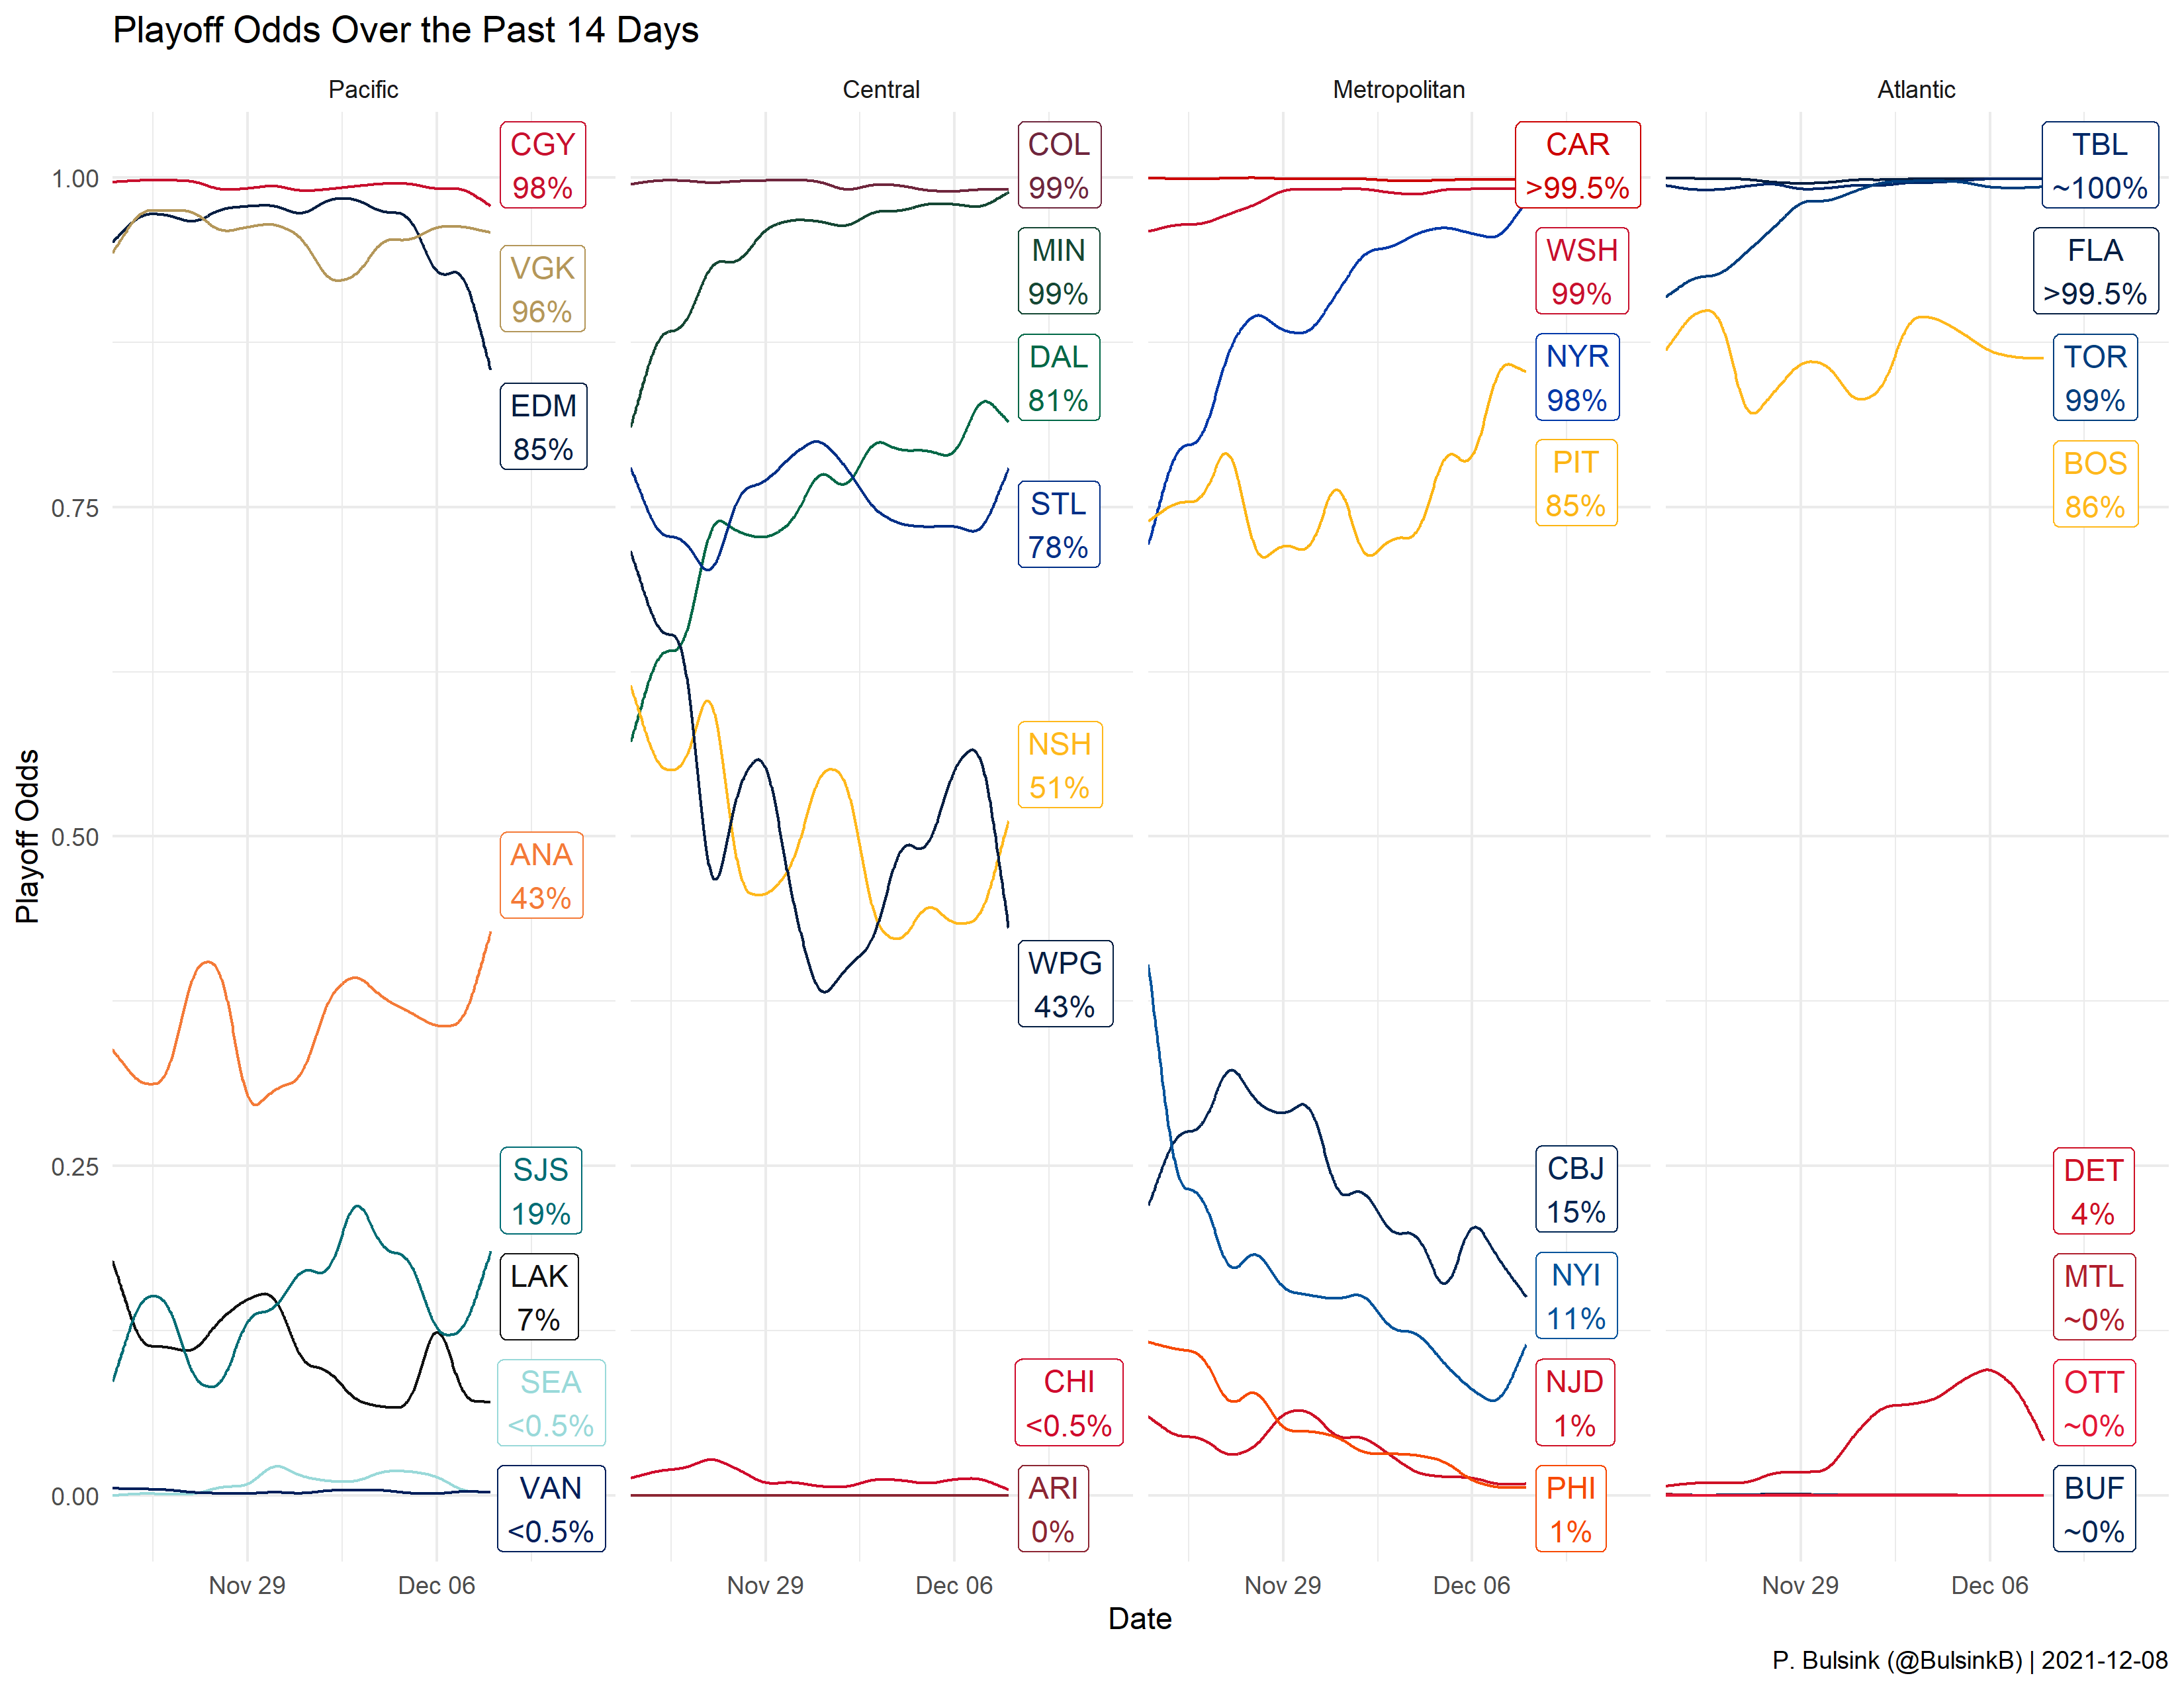 Playoff Odds Over the Past 14 Days
Pacific
Central
Metropolitan
Atlantic
Playoff Odds
1.00
0.75
0.50
0.25
0.00
CGY
98%
VGK
96%
EDM
85%
ANA
43%
SJS
19%
LAK
7%
SEA
<0.5%
VAN
<0.5%
COL
99%
MIN
99%
DAL
81%
STL
78%
NSH
51%
WPG
43%
CHI
<0.5%
ARI
0%
CAR
>99.5%
WSH
99%
NYR
98%
PIT
85%
CBJ
15%
NYI
11%
NJD
1%
PHI
1%
TBL
~100%
FLA
>99.5%
TOR
99%
BOS
86%
DET
4%
MTL
~0%
OTT
~0%
BUF
~0%
Nov 29
Dec 06
Nov 29
Dec 06
Nov 29
Dec 06
Nov 29
Dec 06
Date
P. Bulsink (@BulsinkB) | 2021-12-08